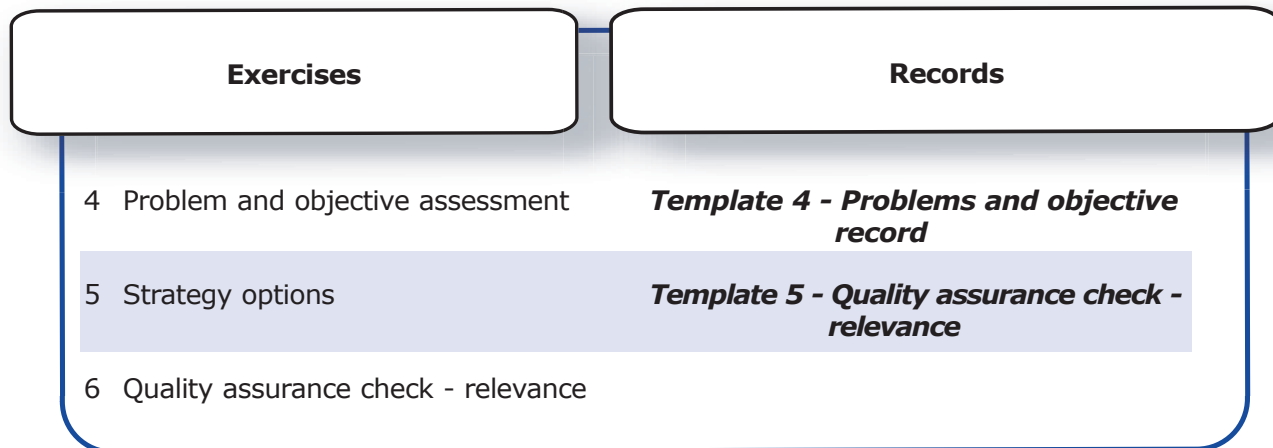 Exercises
Records
4 Problem and objective assessment
Template 4 - Problems and objective
record
5 Strategy options
Template 5 - Quality assurance check -
relevance
6 Quality assurance check - relevance